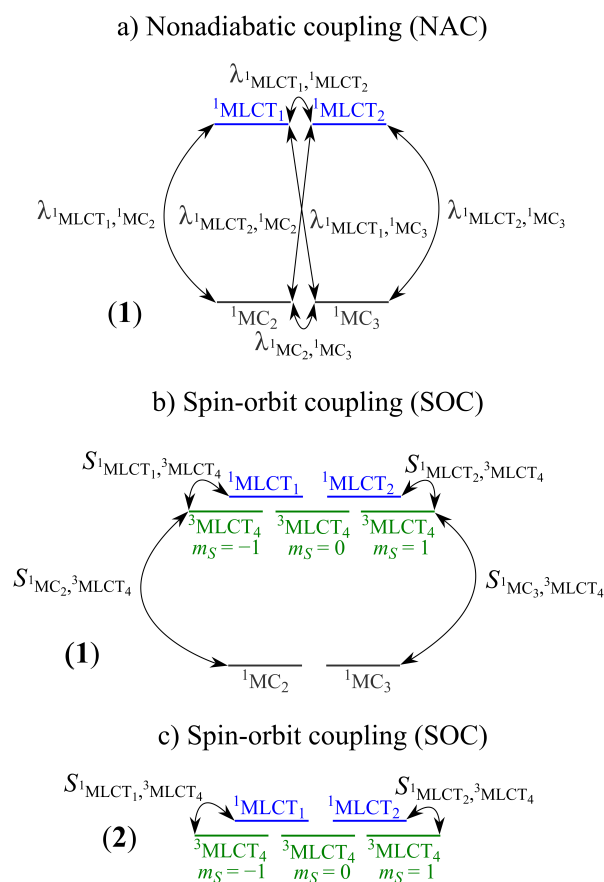 a) Nonadiabatic coupling (NAC)
λ¹MLCT₁,¹MLCT₂
¹MLCT₁ ¹MLCT₂
λ¹MLCT₁,¹MC₂ λ¹MLCT₂,¹MC₂ λ¹MLCT₁,¹MC₃ λ¹MLCT₂,¹MC₃
(1)
¹MC₂ ¹MC₃
λ¹MC₂,¹MC₃
b) Spin-orbit coupling (SOC)
S¹MLCT₁,³MLCT₄ S¹MLCT₂,³MLCT₄
¹MLCT₁ ¹MLCT₂
³MLCT₄ ³MLCT₄ ³MLCT₄
mS = −1 mS = 0 mS = 1
S¹MC₂,³MLCT₄ S¹MC₃,³MLCT₄
(1)
¹MC₂ ¹MC₃
c) Spin-orbit coupling (SOC)
S¹MLCT₁,³MLCT₄ S¹MLCT₂,³MLCT₄
¹MLCT₁ ¹MLCT₂
(2)
³MLCT₄ ³MLCT₄ ³MLCT₄
mS = −1 mS = 0 mS = 1